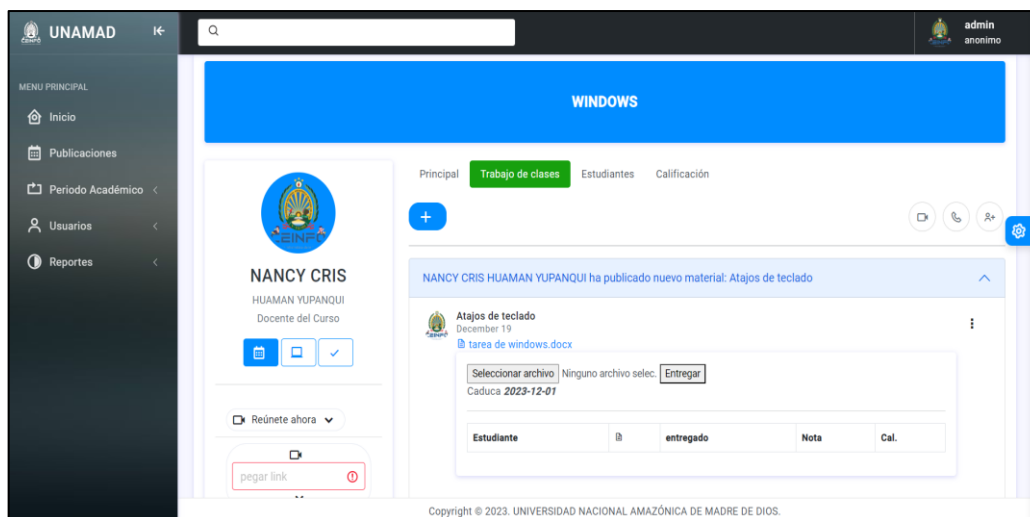 UNAMAD
admin
anonimo
MENU PRINCIPAL
Inicio
Publicaciones
Periodo Académico
Usuarios
Reportes
WINDOWS
CEINFO
NANCY CRIS
HUAMAN YUPANQUI
Docente del Curso
Reúnete ahora
pegar link
Principal
Trabajo de clases
Estudiantes
Calificación
+
NANCY CRIS HUAMAN YUPANQUI ha publicado nuevo material: Atajos de teclado
Atajos de teclado
December 19
tarea de windows.docx
Seleccionar archivo Ninguno archivo selec. Entregar
Caduca 2023-12-01
Estudiante entregado Nota Cal.
Copyright © 2023. UNIVERSIDAD NACIONAL AMAZÓNICA DE MADRE DE DIOS.